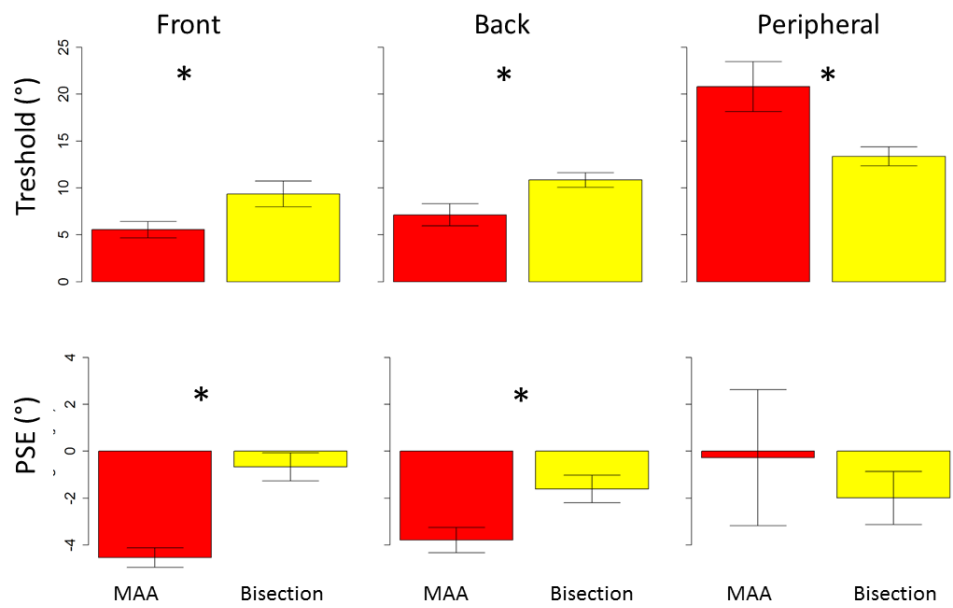 Front Back Peripheral
Treshold (°)
25
20
15
10
5
0
* * *
PSE (°)
4
2
0
-2
-4
* *
MAA Bisection MAA Bisection MAA Bisection